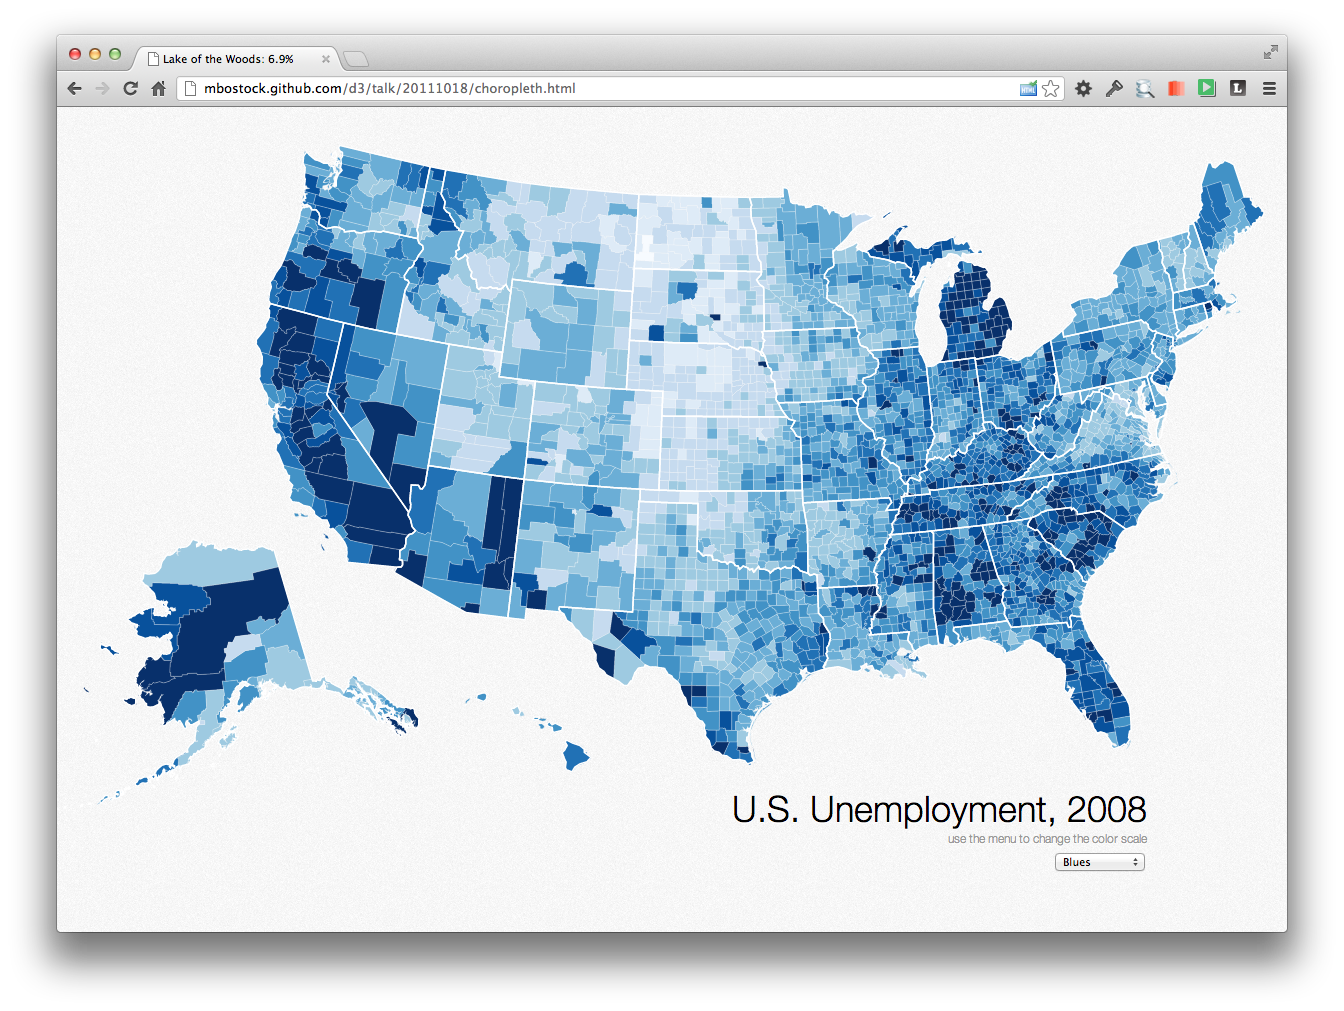 Lake of the Woods: 6.9%
mbostock.github.com/d3/talk/20111018/choropleth.html
HTML
L
U.S. Unemployment, 2008
use the menu to change the color scale
Blues